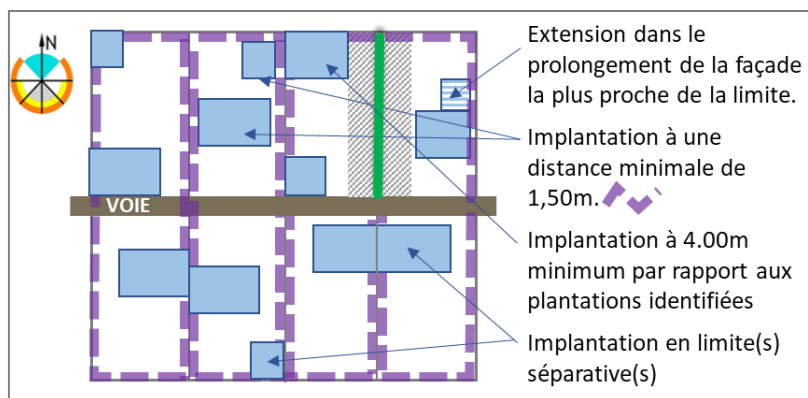 N
Extension dans le
prolongement de la façade
la plus proche de la limite.
Implantation à une
distance minimale de
1,50m.
VOIE
Implantation à 4.00m
minimum par rapport aux
plantations identifiées
Implantation en limite(s)
séparative(s)